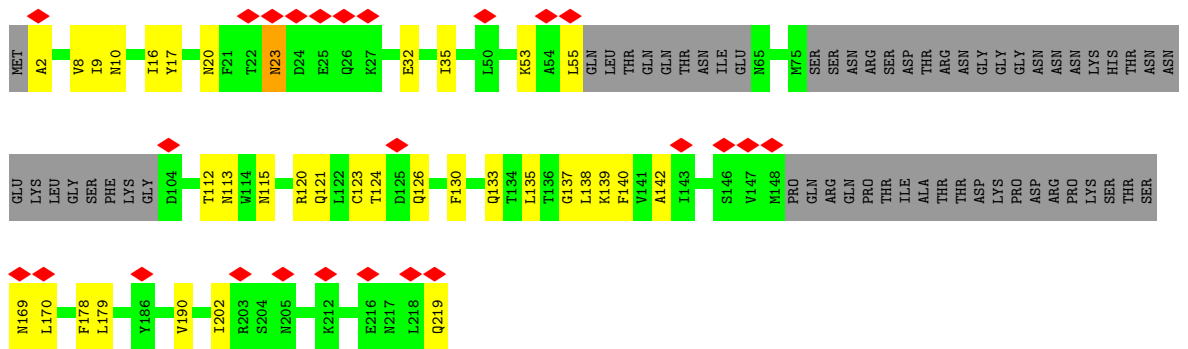 MET A2 V8 I9 N10 I16 Y17 N20 F21 T22 N23 D24 E25 Q26 K27 E32 I35 L50 K53 A54 L55 GLN LEU THR GLN GLN THR ASN ILE GLU N65 M75 SER SER ASN ARG SER ASP THR ARG ASN GLY GLY GLY ASN ASN ASN LYS HIS THR ASN ASN
GLU LYS LEU GLY SER PHE LYS GLY D104 T112 N113 W114 N115 R120 Q121 L122 C123 T124 D125 Q126 F130 Q133 T134 L135 T136 G137 L138 K139 F140 V141 A142 I143 S146 V147 M148 PRO GLN ARG GLN PRO THR ILE ALA THR THR ASP LYS PRO ASP ARG PRO LYS SER THR SER
N169 L170 F178 L179 Y186 V190 I202 R203 S204 N205 K212 E216 N217 L218 Q219